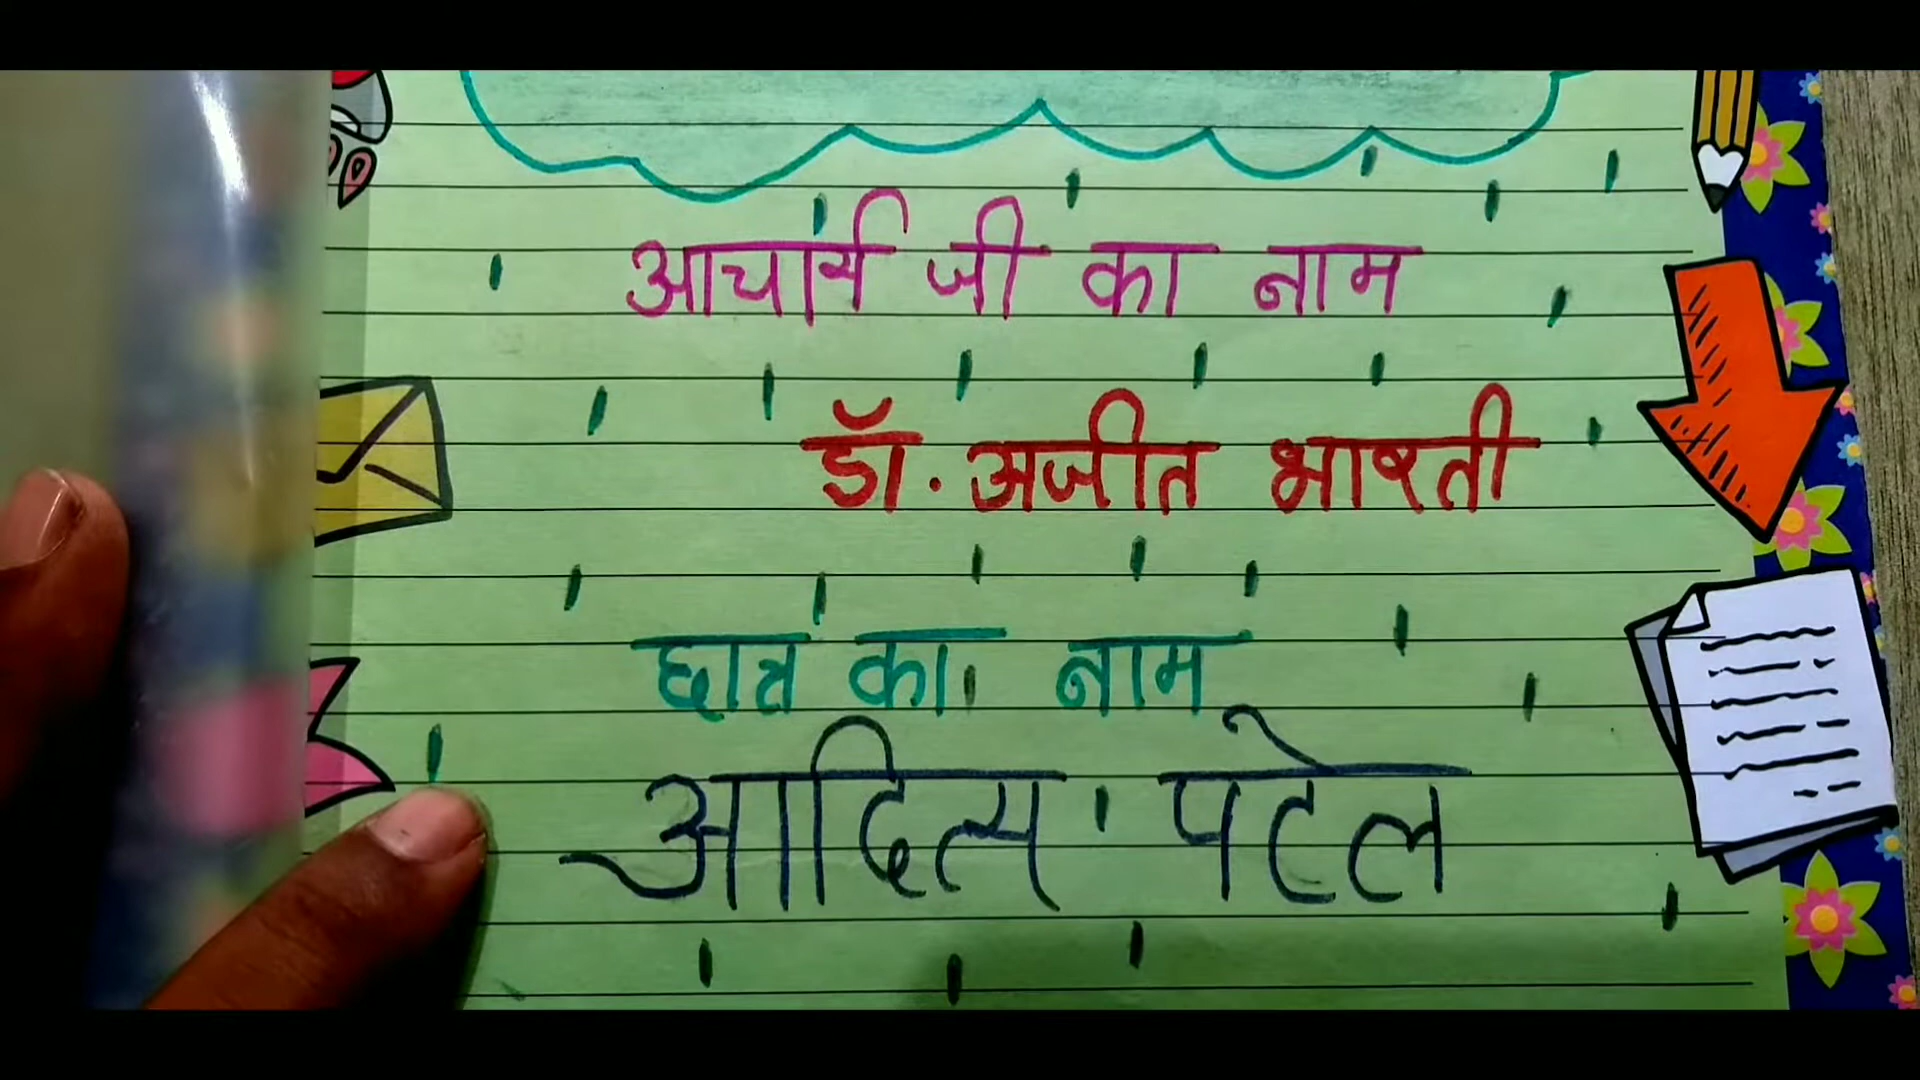 आचार्य जी का नाम
डॉ. अजीत भारती
छात्र का नाम
आदित्य पटेल